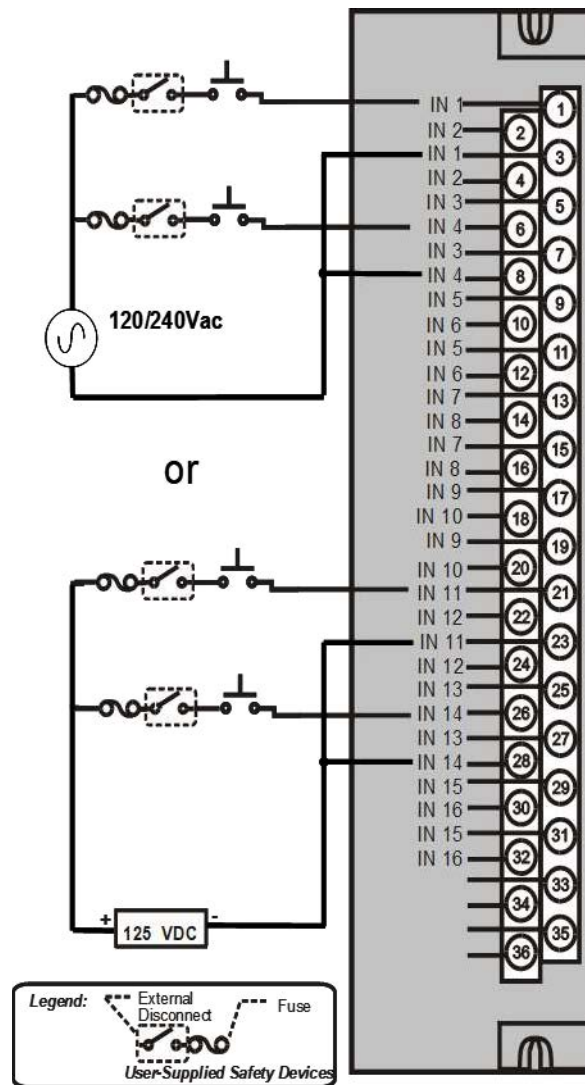 IN 1 1
IN 2 2
IN 1 3
IN 2 4
IN 3 5
IN 4 6
IN 3 7
IN 4 8
120/240Vac
IN 5 9
IN 6 10
IN 5 11
IN 6 12
IN 7 13
IN 8 14
IN 7 15
or
IN 8 16
IN 9 17
IN 10 18
IN 9 19
IN 10 20
IN 11 21
IN 12 22
IN 11 23
IN 12 24
IN 13 25
IN 14 26
IN 13 27
IN 14 28
IN 15 29
IN 16 30
IN 15 31
IN 16 32
33
34
35
36
+ 125 VDC -
Legend:
External
Disconnect
Fuse
User-Supplied Safety Devices